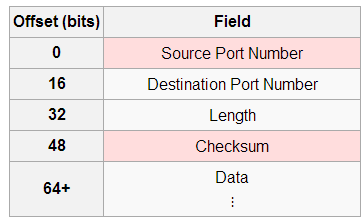 Offset (bits) Field
0 Source Port Number
16 Destination Port Number
32 Length
48 Checksum
64+ Data
⋮